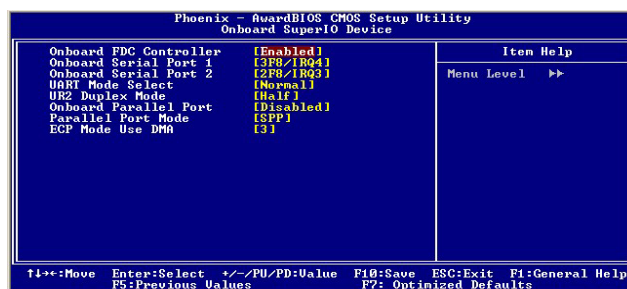 Phoenix - AwardBIOS CMOS Setup Utility
Onboard SuperIO Device
Onboard FDC Controller [Enabled]
Onboard Serial Port 1 [3F8/IRQ4]
Onboard Serial Port 2 [2F8/IRQ3]
UART Mode Select [Normal]
UR2 Duplex Mode [Half]
Onboard Parallel Port [Disabled]
Parallel Port Mode [SPP]
ECP Mode Use DMA [3]
Item Help
Menu Level ►►
↑↓→←:Move Enter:Select +/-/PU/PD:Value F10:Save ESC:Exit F1:General Help
F5:Previous Values F7: Optimized Defaults